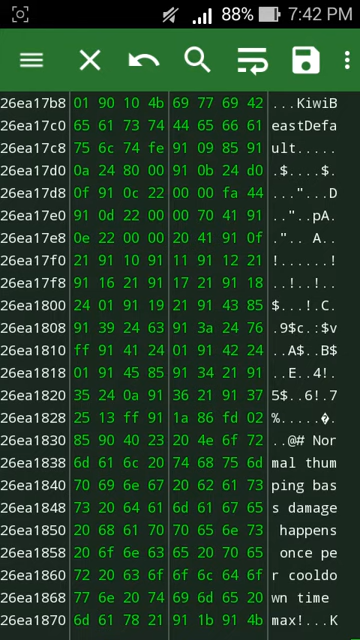 88% 7:42 PM
26ea17b8 01 90 10 4b 69 77 69 42 ...KiwiB
26ea17c0 65 61 73 74 44 65 66 61 eastDefa
26ea17c8 75 6c 74 fe 91 09 85 91 ult.....
26ea17d0 0a 24 80 00 91 0b 24 d0 .$....$.
26ea17d8 0f 91 0c 22 00 00 fa 44 ..."...D
26ea17e0 91 0d 22 00 00 70 41 91 .."..pA.
26ea17e8 0e 22 00 00 20 41 91 0f .".. A..
26ea17f0 21 91 10 91 11 91 12 21 !......!
26ea17f8 91 16 21 91 17 21 91 18 ..!..!..
26ea1800 24 01 91 19 21 91 43 85 $...!.C.
26ea1808 91 39 24 63 91 3a 24 76 .9$c.:$v
26ea1810 ff 91 41 24 01 91 42 24 ..A$..B$
26ea1818 01 91 45 85 91 34 21 91 ..E..4!.
26ea1820 35 24 0a 91 36 21 91 37 5$..6!.7
26ea1828 25 13 ff 91 1a 86 fd 02 %.....�.
26ea1830 85 90 40 23 20 4e 6f 72 ..@# Nor
26ea1838 6d 61 6c 20 74 68 75 6d mal thum
26ea1840 70 69 6e 67 20 62 61 73 ping bas
26ea1848 73 20 64 61 6d 61 67 65 s damage
26ea1850 20 68 61 70 70 65 6e 73 happens
26ea1858 20 6f 6e 63 65 20 70 65 once pe
26ea1860 72 20 63 6f 6f 6c 64 6f r cooldo
26ea1868 77 6e 20 74 69 6d 65 20 wn time
26ea1870 6d 61 78 21 91 1b 91 4b max!...K